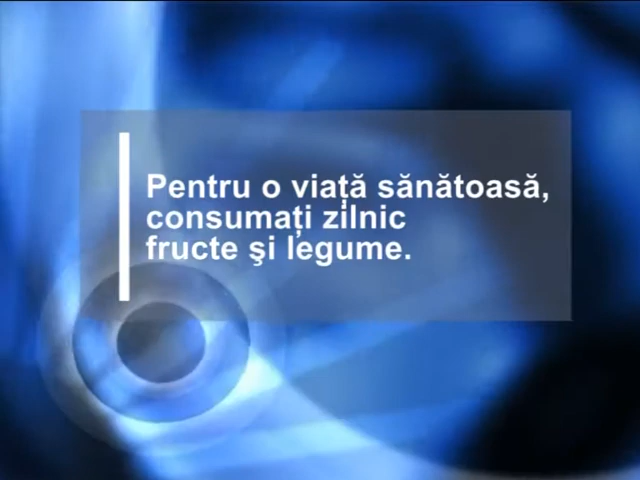 Pentru o viață sănătoasă,
consumați zilnic
fructe şi legume.